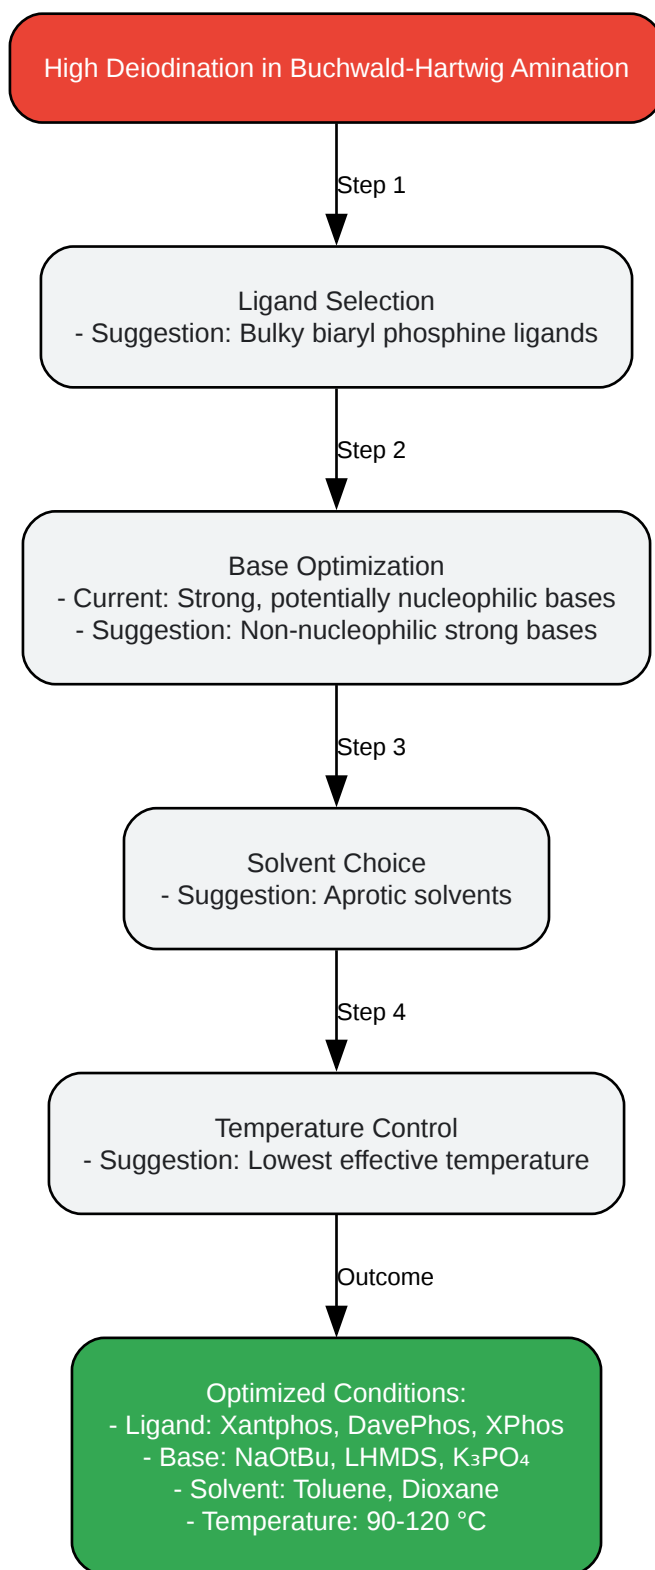 High Deiodination in Buchwald-Hartwig Amination
Step 1
Ligand Selection
- Suggestion: Bulky biaryl phosphine ligands
Step 2
Base Optimization
- Current: Strong, potentially nucleophilic bases
- Suggestion: Non-nucleophilic strong bases
Step 3
Solvent Choice
- Suggestion: Aprotic solvents
Step 4
Temperature Control
- Suggestion: Lowest effective temperature
Outcome
Optimized Conditions:
- Ligand: Xantphos, DavePhos, XPhos
- Base: NaOtBu, LHMDS, K₃PO₄
- Solvent: Toluene, Dioxane
- Temperature: 90-120 °C